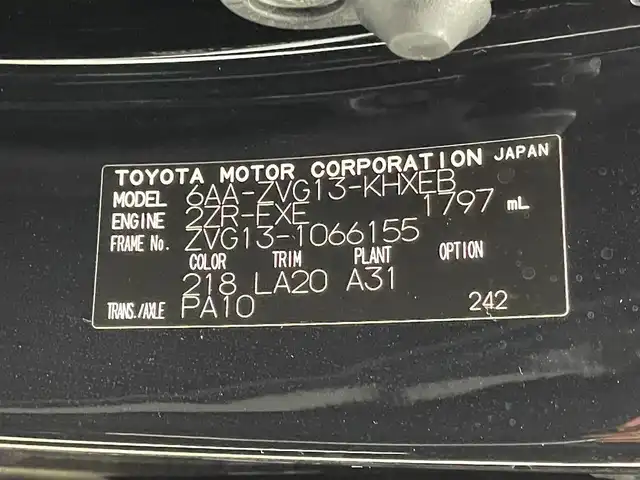 TOYOTA MOTOR CORPORATION JAPAN
MODEL 6AA-ZVG13-KHXEB
ENGINE 2ZR-FXE 1797 mL
FRAME No. ZVG13-1066155
COLOR TRIM PLANT OPTION
218 LA20 A31
TRANS./AXLE PA10 242